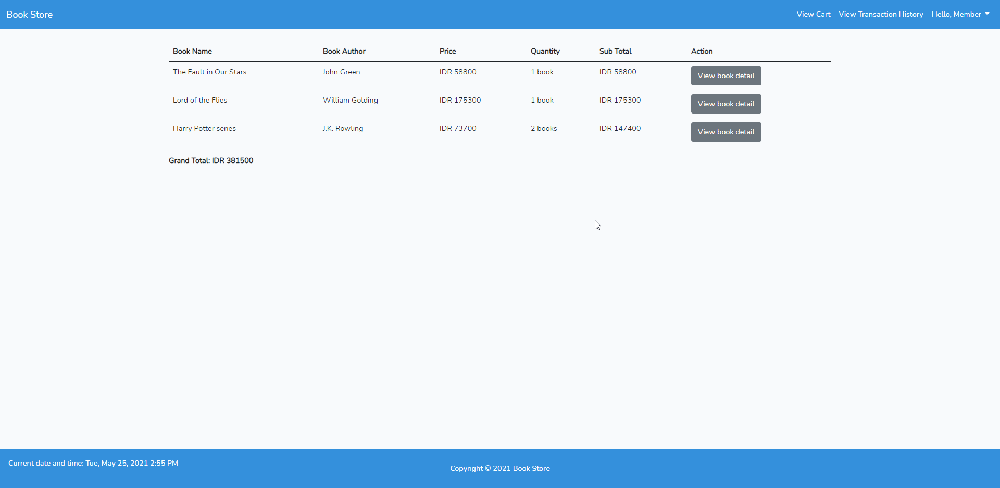 Book Store View Cart View Transaction History Hello, Member
Book Name Book Author Price Quantity Sub Total Action
The Fault in Our Stars John Green IDR 58800 1 book IDR 58800 View book detail
Lord of the Flies William Golding IDR 175300 1 book IDR 175300 View book detail
Harry Potter series J.K. Rowling IDR 73700 2 books IDR 147400 View book detail
Grand Total: IDR 381500
Current date and time: Tue, May 25, 2021 2:55 PM
Copyright © 2021 Book Store